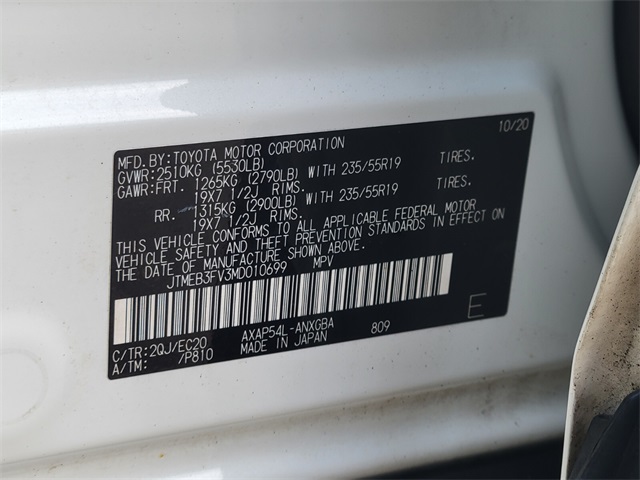 10/20
MFD.BY:TOYOTA MOTOR CORPORATION
GVWR:2510KG (5530LB)
GAWR:FRT. 1265KG (2790LB) WITH 235/55R19 TIRES.
19X7 1/2J RIMS.
RR. 1315KG (2900LB) WITH 235/55R19 TIRES.
19X7 1/2J RIMS.
THIS VEHICLE CONFORMS TO ALL APPLICABLE FEDERAL MOTOR
VEHICLE SAFETY AND THEFT PREVENTION STANDARDS IN EFFECT ON
THE DATE OF MANUFACTURE SHOWN ABOVE.
JTMEB3FV3MD010699 MPV
E
C/TR:2QJ/EC20 AXAP54L-ANXGBA 809
A/TM: /P810 MADE IN JAPAN